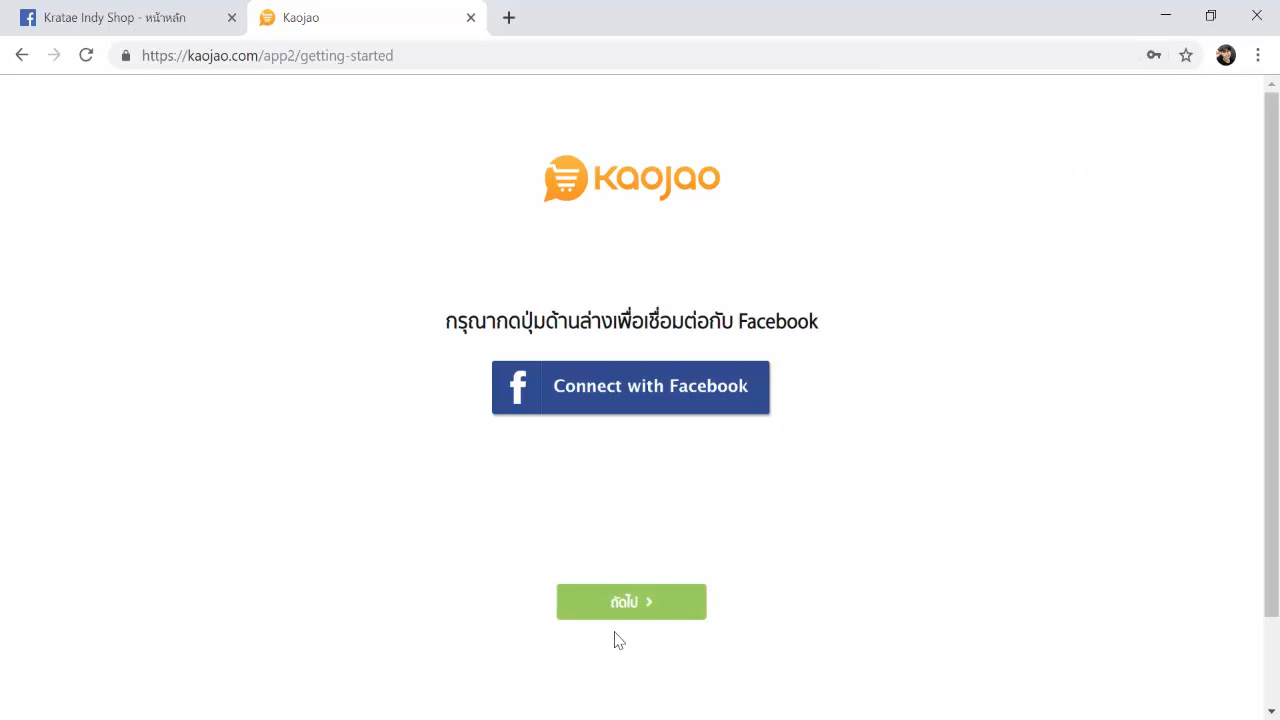 Kratae Indy Shop - หน้าหลัก
Kaojao
https://kaojao.com/app2/getting-started
kaojao
กรุณากดปุ่มด้านล่างเพื่อเชื่อมต่อกับ Facebook
f Connect with Facebook
ถัดไป